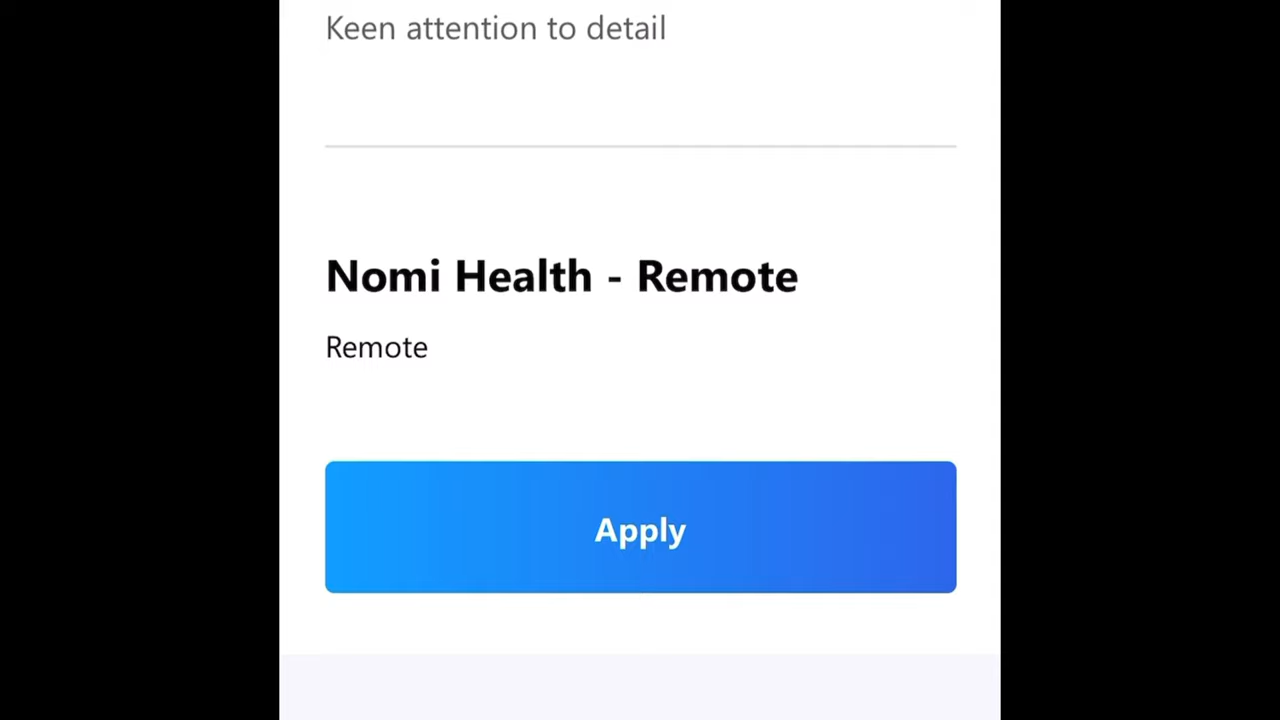 Keen attention to detail
Nomi Health - Remote
Remote
Apply